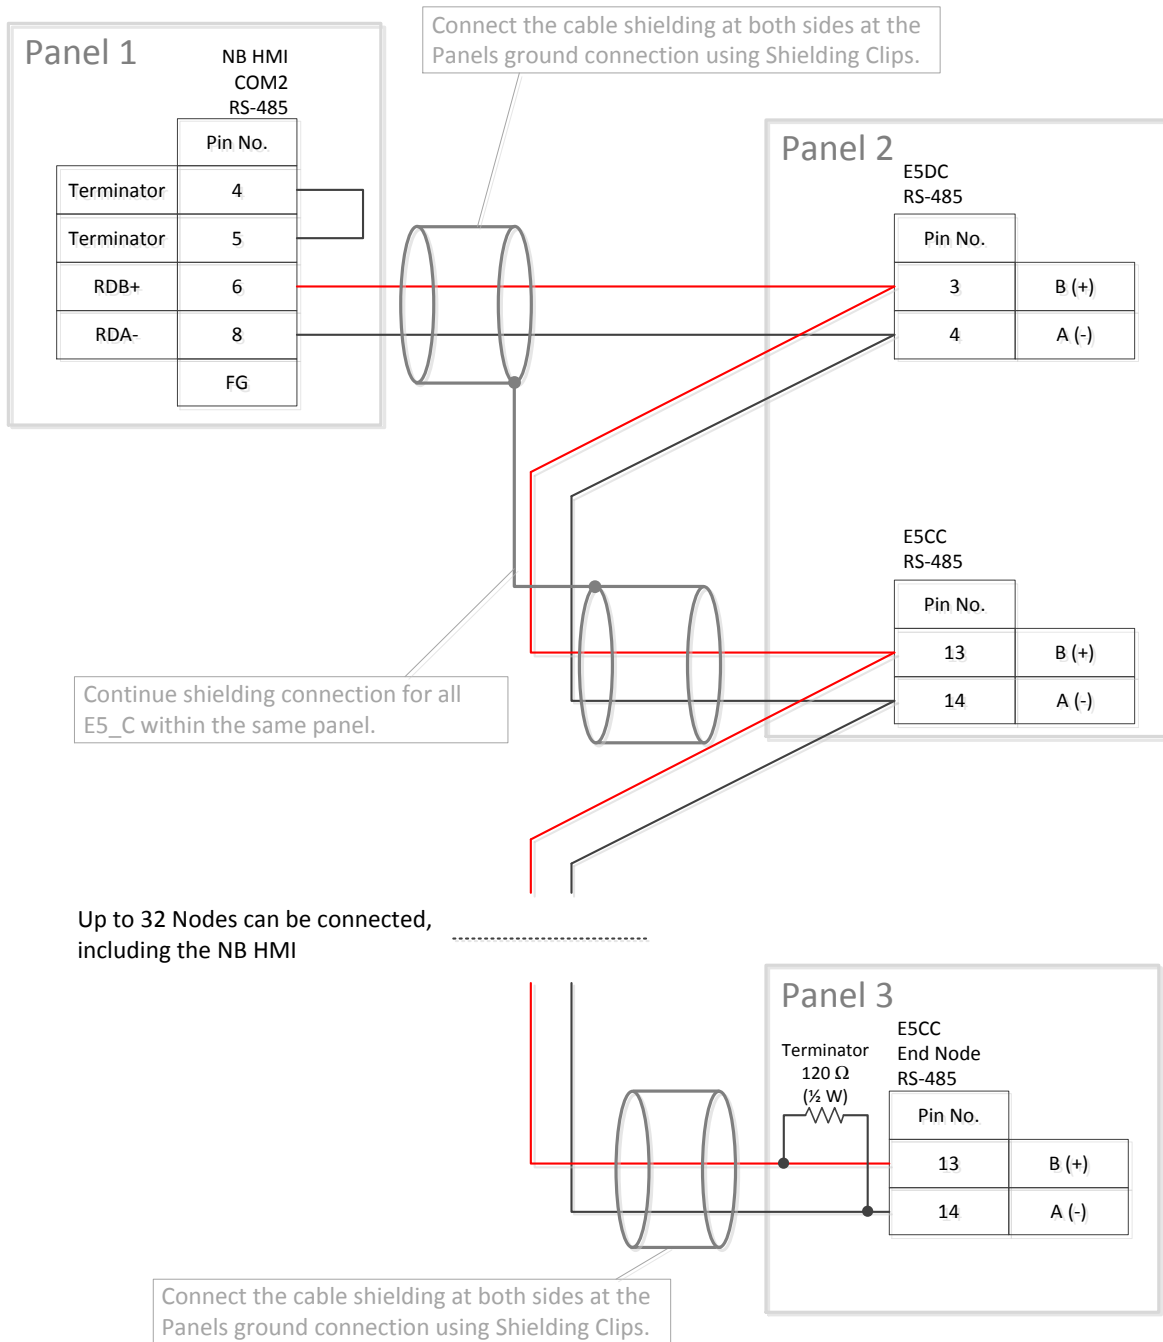 Connect the cable shielding at both sides at the
Panels ground connection using Shielding Clips.
Panel 1
NB HMI
COM2
RS-485
Pin No.
Terminator 4
Terminator 5
RDB+ 6
RDA- 8
FG
Panel 2
E5DC
RS-485
Pin No.
3 B (+)
4 A (-)
E5CC
RS-485
Pin No.
13 B (+)
14 A (-)
Continue shielding connection for all
E5_C within the same panel.
Up to 32 Nodes can be connected,
including the NB HMI
Panel 3
Terminator
120 Ω
(½ W)
E5CC
End Node
RS-485
Pin No.
13 B (+)
14 A (-)
Connect the cable shielding at both sides at the
Panels ground connection using Shielding Clips.